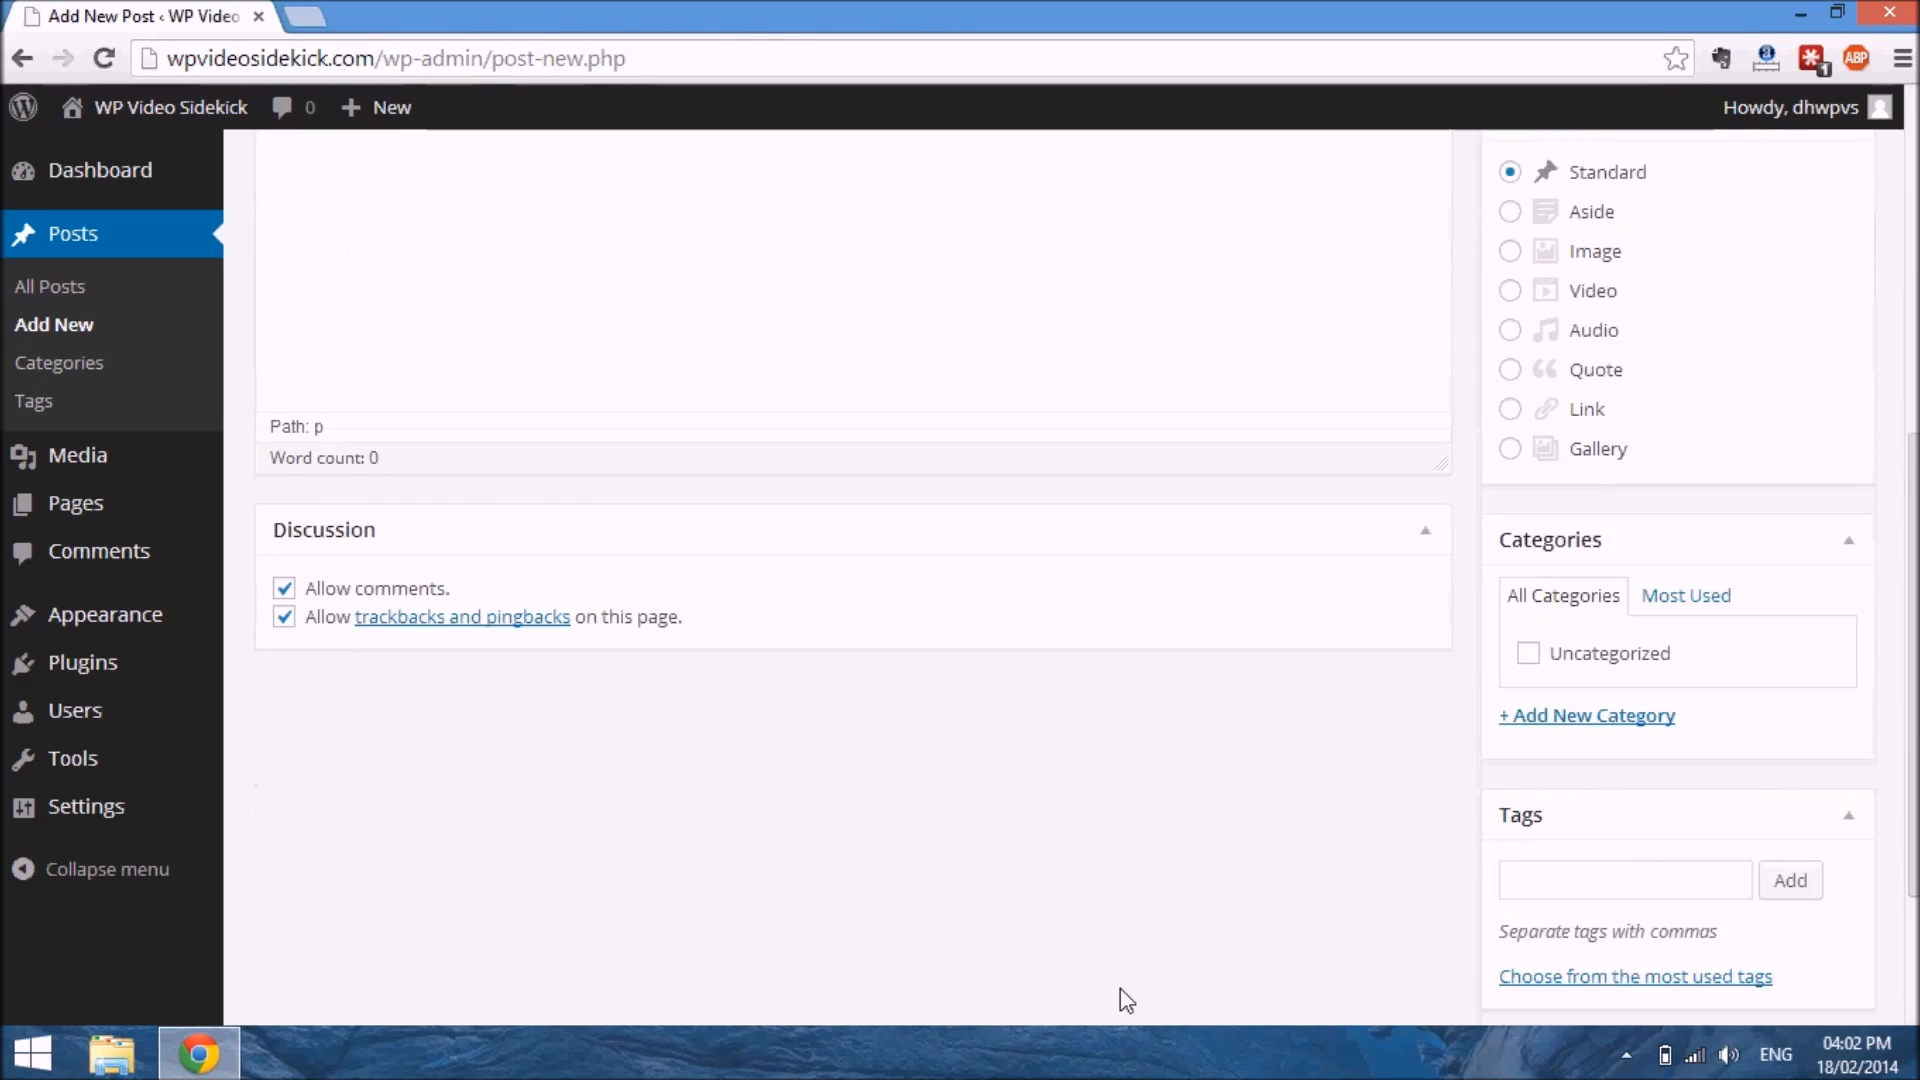 Add New Post ‹ WP Video
wpvideosidekick.com/wp-admin/post-new.php
ABP
1
WP Video Sidekick
0
New
Howdy, dhwpvs
Dashboard
Posts
All Posts
Add New
Categories
Tags
Media
Pages
Comments
Appearance
Plugins
Users
Tools
Settings
Collapse menu
Path: p
Word count: 0
Discussion
Allow comments.
Allow trackbacks and pingbacks on this page.
Standard
Aside
Image
Video
Audio
Quote
Link
Gallery
Categories
All Categories
Most Used
Uncategorized
+ Add New Category
Tags
Add
Separate tags with commas
Choose from the most used tags
ENG
04:02 PM
18/02/2014